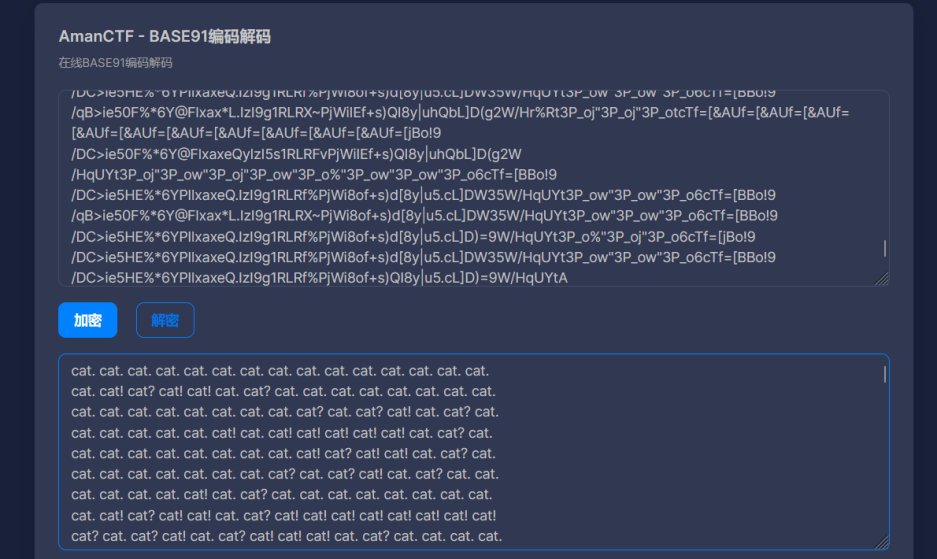 AmanCTF - BASE91编码解码
在线BASE91编码解码
/DC>ie5HE%*6YPIlxaxeQ.IzI9g1RLRf%PjWi8of+s)d[8y|u5.cL]DW35W/HqUYt3P_ow"3P_ow"3P_o6cTf=[BBo!9
/qB>ie50F%*6Y@FIxax*L.IzI9g1RLRX~PjWiIEf+s)QI8y|uhQbL]D(g2W/Hr%Rt3P_oj"3P_oj"3P_otcTf=[&AUf=[&AUf=[&AUf=
[&AUf=[&AUf=[&AUf=[&AUf=[&AUf=[&AUf=[jBo!9
/DC>ie50F%*6Y@FIxaxeQyIzI5s1RLRFvPjWiIEf+s)QI8y|uhQbL]D(g2W
/HqUYt3P_oj"3P_ow"3P_oj"3P_ow"3P_o%"3P_ow"3P_ow"3P_o6cTf=[BBo!9
/DC>ie5HE%*6YPIlxaxeQ.IzI9g1RLRf%PjWi8of+s)d[8y|u5.cL]DW35W/HqUYt3P_ow"3P_ow"3P_o6cTf=[BBo!9
/qB>ie50F%*6Y@FIxax*L.IzI9g1RLRX~PjWi8of+s)d[8y|u5.cL]DW35W/HqUYt3P_ow"3P_ow"3P_o6cTf=[BBo!9
/DC>ie5HE%*6YPIlxaxeQ.IzI9g1RLRf%PjWi8of+s)d[8y|u5.cL]D)=9W/HqUYt3P_o%"3P_oj"3P_o6cTf=[jBo!9
/DC>ie5HE%*6YPIlxaxeQ.IzI9g1RLRf%PjWi8of+s)d[8y|u5.cL]DW35W/HqUYt3P_ow"3P_ow"3P_o6cTf=[BBo!9
/DC>ie5HE%*6YPIlxaxeQ.IzI9g1RLRf%PjWi8of+s)QI8y|u5.cL]D)=9W/HqUYtA
加密
解密
cat. cat. cat. cat. cat. cat. cat. cat. cat. cat. cat. cat. cat. cat. cat.
cat. cat! cat? cat! cat! cat. cat? cat. cat. cat. cat. cat. cat. cat. cat.
cat. cat. cat. cat. cat. cat. cat. cat. cat? cat. cat? cat! cat. cat? cat.
cat. cat. cat. cat. cat. cat! cat. cat! cat! cat! cat! cat! cat. cat? cat.
cat. cat. cat. cat. cat. cat. cat. cat. cat! cat? cat! cat. cat. cat? cat.
cat. cat. cat. cat. cat. cat. cat. cat? cat. cat? cat! cat. cat? cat. cat.
cat. cat. cat. cat. cat! cat. cat? cat. cat. cat. cat. cat. cat. cat. cat.
cat. cat! cat? cat! cat! cat. cat? cat! cat! cat! cat! cat! cat! cat! cat!
cat? cat. cat? cat! cat. cat? cat! cat! cat! cat. cat? cat. cat. cat. cat.